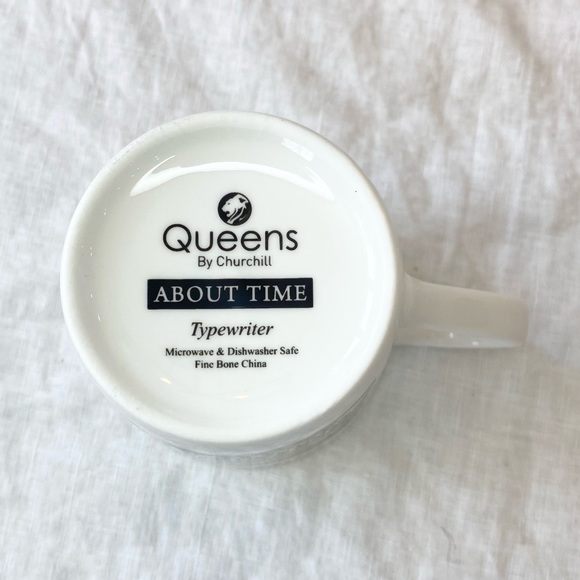 Queens
By Churchill
ABOUT TIME
Typewriter
Microwave & Dishwasher Safe
Fine Bone China